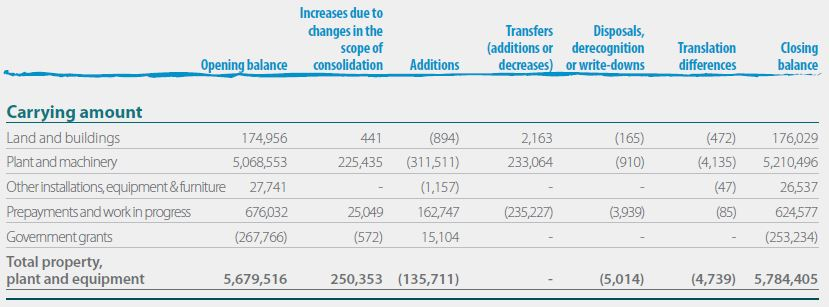 Opening balance Increases due to changes in the scope of consolidation Additions Transfers (additions or decreases) Disposals, derecognition or write-downs Translation differences Closing balance
Carrying amount
Land and buildings 174,956 441 (894) 2,163 (165) (472) 176,029
Plant and machinery 5,068,553 225,435 (311,511) 233,064 (910) (4,135) 5,210,496
Other installations, equipment & furniture 27,741 - (1,157) - - (47) 26,537
Prepayments and work in progress 676,032 25,049 162,747 (235,227) (3,939) (85) 624,577
Government grants (267,766) (572) 15,104 - - - (253,234)
Total property,
plant and equipment 5,679,516 250,353 (135,711) - (5,014) (4,739) 5,784,405